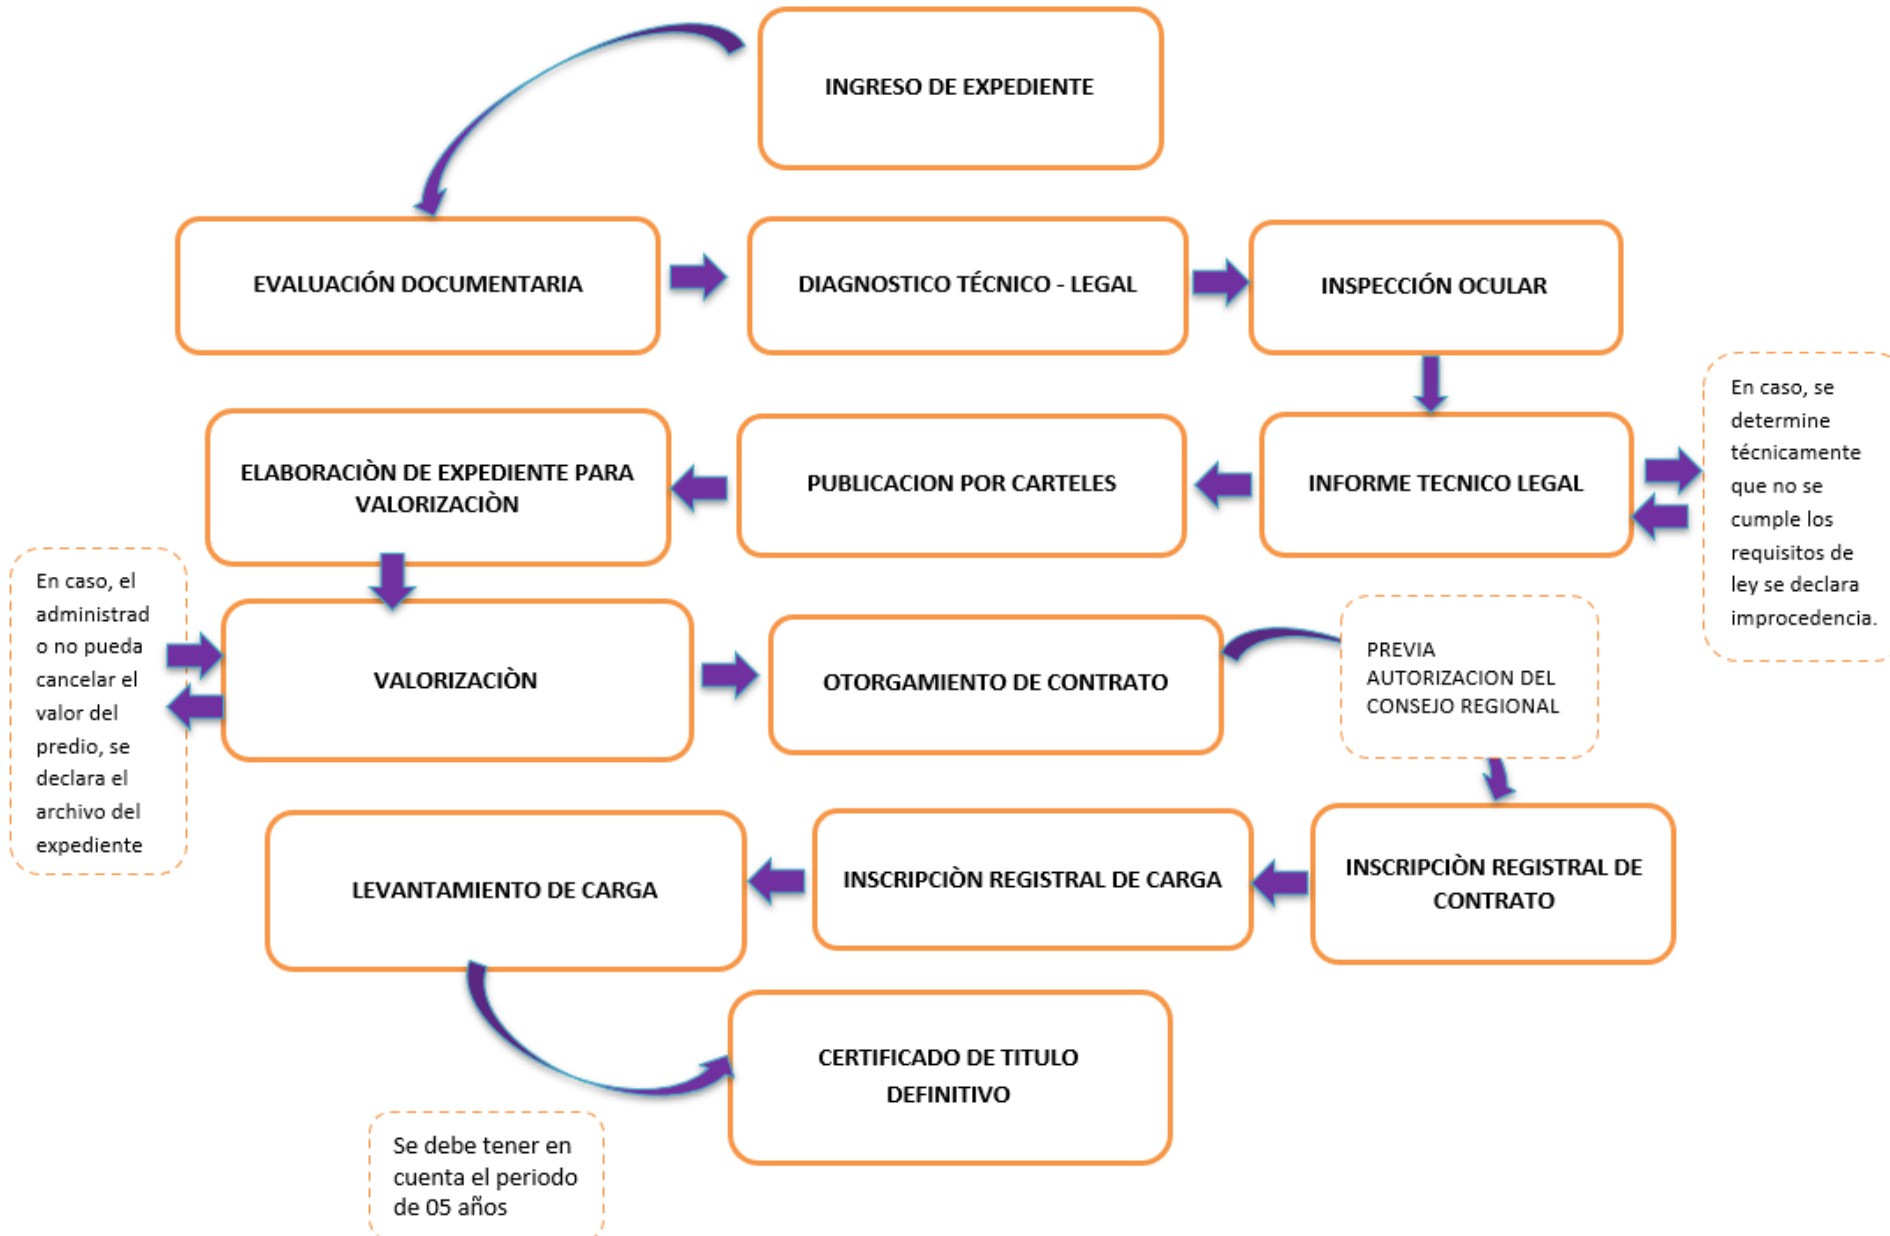 INGRESO DE EXPEDIENTE
EVALUACIÓN DOCUMENTARIA
DIAGNOSTICO TÉCNICO - LEGAL
INSPECCIÓN OCULAR
En caso, se
determine
técnicamente
que no se
cumple los
requisitos de
ley se declara
improcedencia.
INFORME TECNICO LEGAL
PUBLICACION POR CARTELES
ELABORACIÒN DE EXPEDIENTE PARA
VALORIZACIÒN
En caso, el
administrad
o no pueda
cancelar el
valor del
predio, se
declara el
archivo del
expediente
VALORIZACIÒN
OTORGAMIENTO DE CONTRATO
PREVIA
AUTORIZACION DEL
CONSEJO REGIONAL
INSCRIPCIÒN REGISTRAL DE
CONTRATO
INSCRIPCIÒN REGISTRAL DE CARGA
LEVANTAMIENTO DE CARGA
CERTIFICADO DE TITULO
DEFINITIVO
Se debe tener en
cuenta el periodo
de 05 años